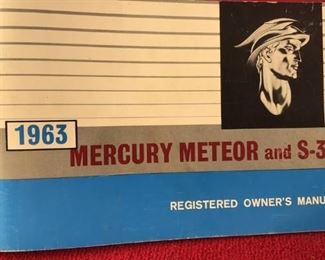 1963
MERCURY METEOR and S-3
REGISTERED OWNER'S MANU